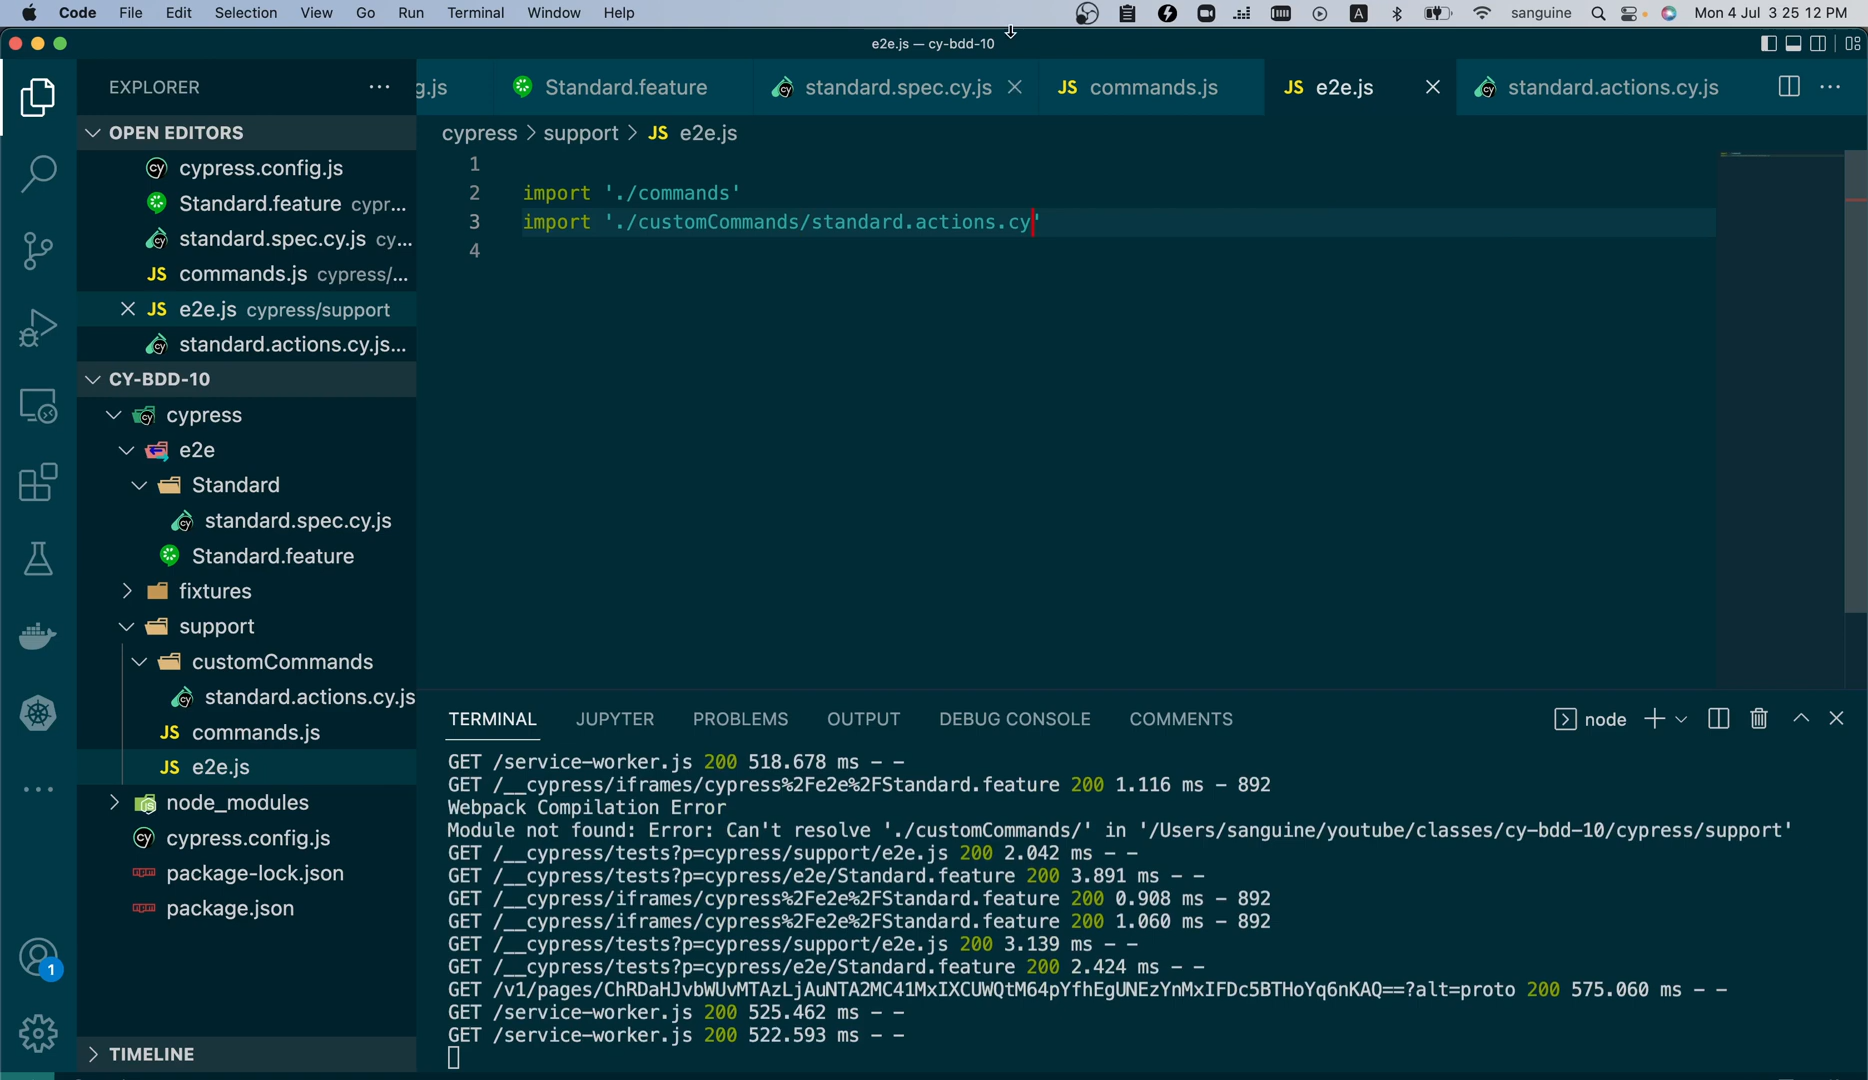 Code File Edit Selection View Go Run Terminal Window Help A sanguine Mon 4 Jul 3 25 12 PM
e2e.js — cy-bdd-10
EXPLORER ···
g.js Standard.feature standard.spec.cy.js commands.js JS e2e.js standard.actions.cy.js
OPEN EDITORS
cypress.config.js
Standard.feature cypr...
standard.spec.cy.js cy...
JS commands.js cypress/...
JS e2e.js cypress/support
standard.actions.cy.js...
CY-BDD-10
cypress
e2e
Standard
standard.spec.cy.js
Standard.feature
fixtures
support
customCommands
standard.actions.cy.js
JS commands.js
JS e2e.js
node_modules
cypress.config.js
package-lock.json
package.json
1
TIMELINE
cypress > support > JS e2e.js
1
2 import './commands'
3 import './customCommands/standard.actions.cy'
4
TERMINAL JUPYTER PROBLEMS OUTPUT DEBUG CONSOLE COMMENTS node
GET /service-worker.js 200 518.678 ms - -
GET /__cypress/iframes/cypress%2Fe2e%2FStandard.feature 200 1.116 ms - 892
Webpack Compilation Error
Module not found: Error: Can't resolve './customCommands/' in '/Users/sanguine/youtube/classes/cy-bdd-10/cypress/support'
GET /__cypress/tests?p=cypress/support/e2e.js 200 2.042 ms - -
GET /__cypress/tests?p=cypress/e2e/Standard.feature 200 3.891 ms - -
GET /__cypress/iframes/cypress%2Fe2e%2FStandard.feature 200 0.908 ms - 892
GET /__cypress/iframes/cypress%2Fe2e%2FStandard.feature 200 1.060 ms - 892
GET /__cypress/tests?p=cypress/support/e2e.js 200 3.139 ms - -
GET /__cypress/tests?p=cypress/e2e/Standard.feature 200 2.424 ms - -
GET /v1/pages/ChRDaHJvbWUvMTAzLjAuNTA2MC41MxIXCUWQtM64pYfhEgUNEzYnMxIFDc5BTHoYq6nKAQ==?alt=proto 200 575.060 ms - -
GET /service-worker.js 200 525.462 ms - -
GET /service-worker.js 200 522.593 ms - -